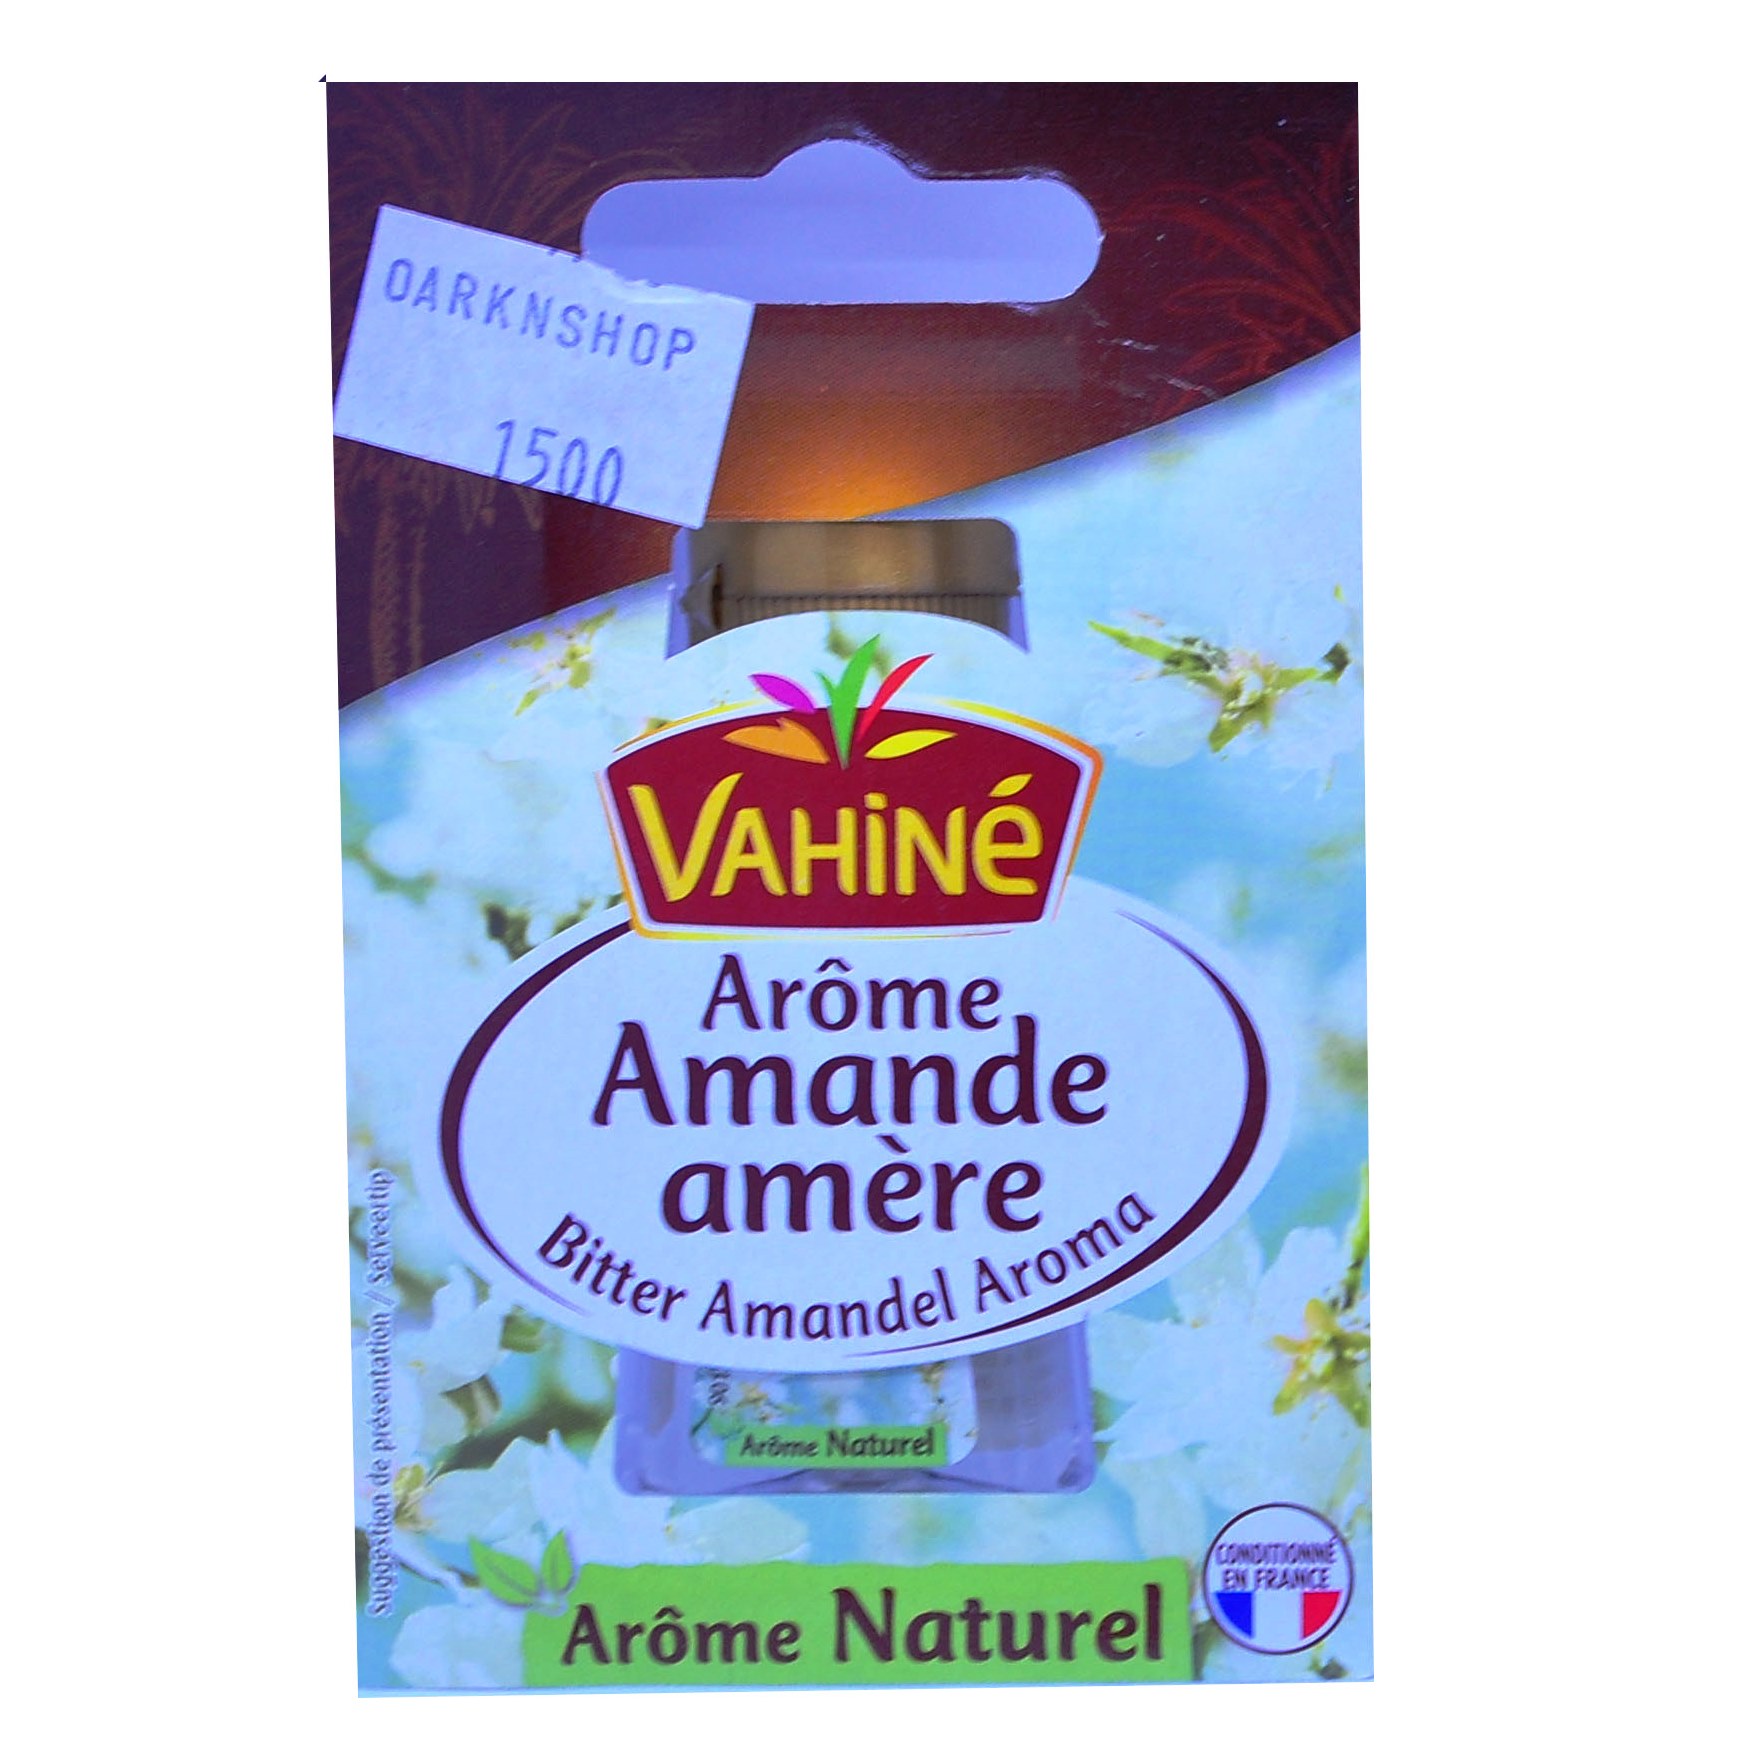 OARKNSHOP
1500
VAHiNé
Arôme
Amande
amère
Bitter Amandel Aroma
Arôme Naturel
Suggestion de présentation / Serveertip
CONDITIONNÉ
EN FRANCE
Arôme Naturel